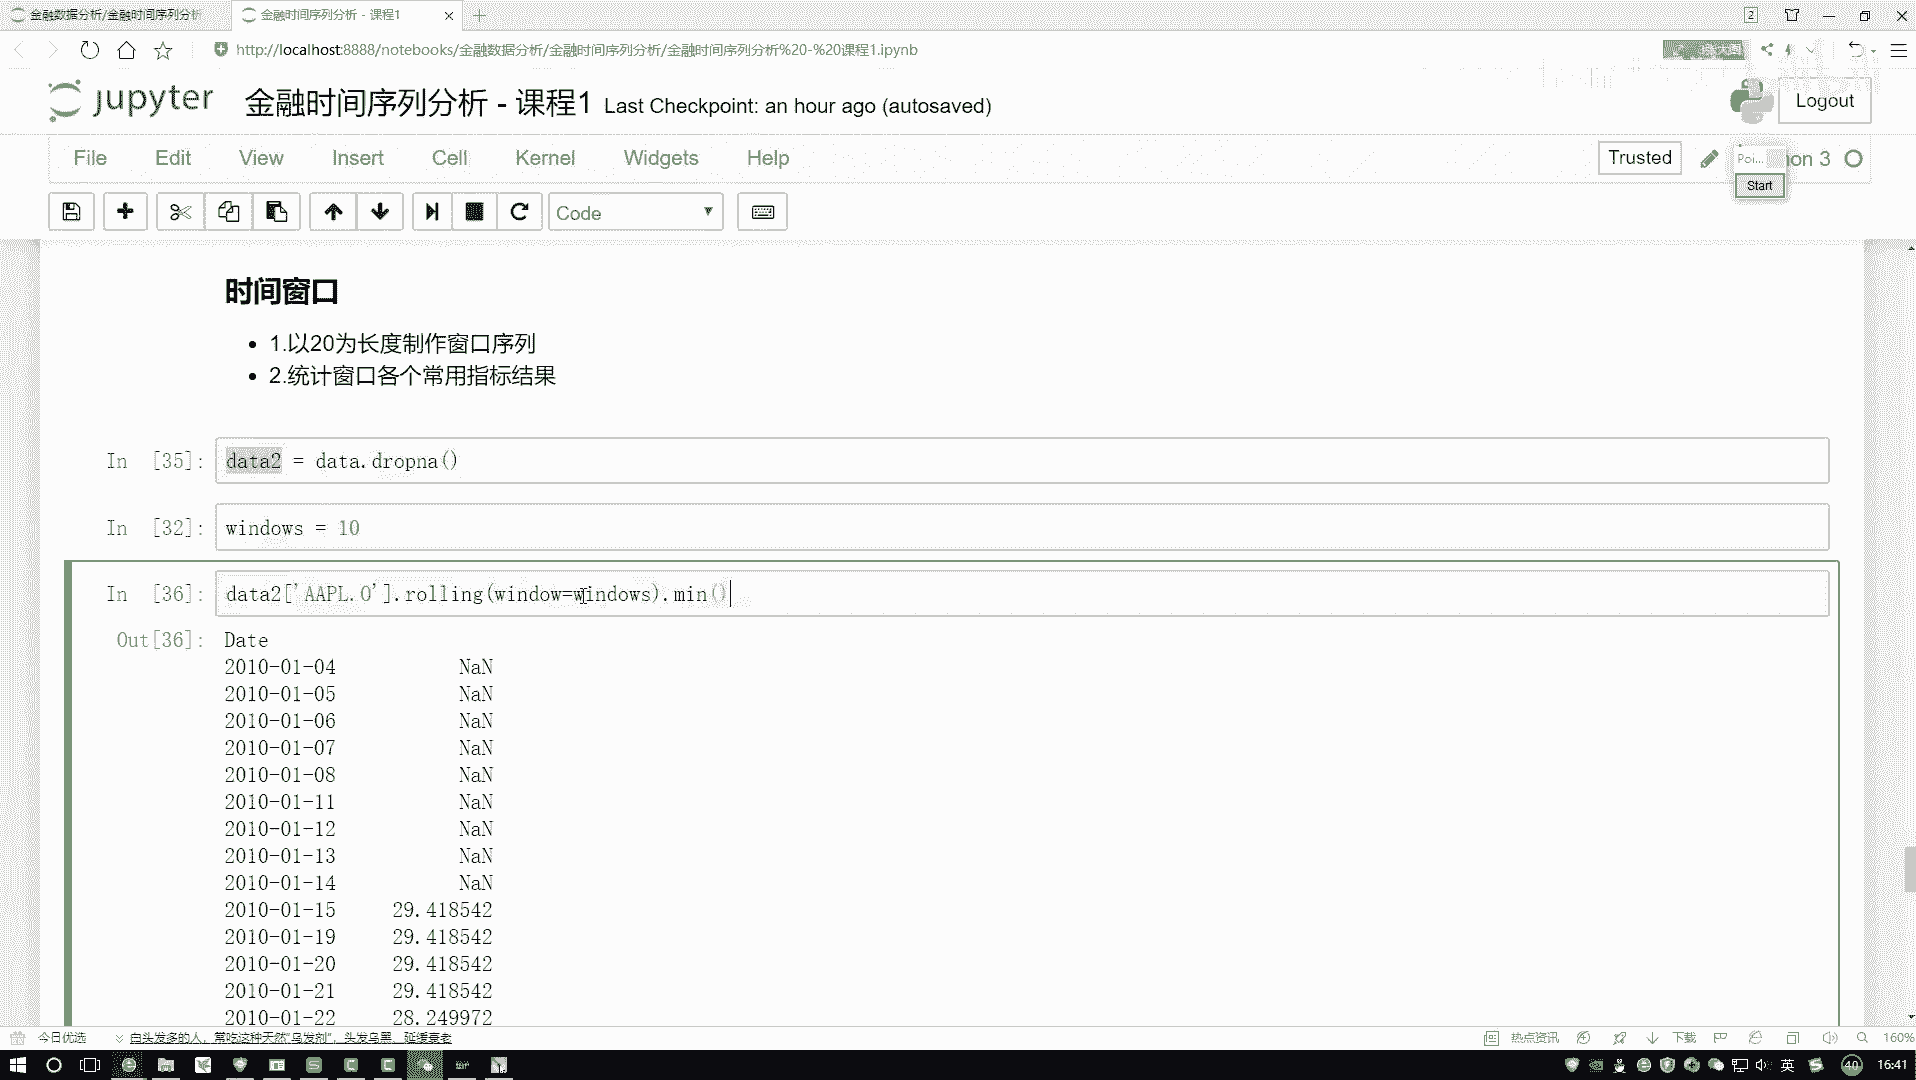 金融数据分析/金融时间序列分析
金融时间序列分析 - 课程1
2
http://localhost:8888/notebooks/金融数据分析/金融时间序列分析/金融时间序列分析%20-%20课程1.ipynb
jupyter
金融时间序列分析 - 课程1 Last Checkpoint: an hour ago (autosaved)
Logout
File Edit View Insert Cell Kernel Widgets Help
Trusted
Poi...
on 3
Start
Code
时间窗口
1.以20为长度制作窗口序列
2.统计窗口各个常用指标结果
In [35]: data2 = data.dropna()
In [32]: windows = 10
In [36]: data2['AAPL.O'].rolling(window=windows).min()
Out[36]: Date
2010-01-04 NaN
2010-01-05 NaN
2010-01-06 NaN
2010-01-07 NaN
2010-01-08 NaN
2010-01-11 NaN
2010-01-12 NaN
2010-01-13 NaN
2010-01-14 NaN
2010-01-15 29.418542
2010-01-19 29.418542
2010-01-20 29.418542
2010-01-21 29.418542
2010-01-22 28.249972
今日优选
白头发多的人，常吃这种天然"乌发剂"，头发乌黑、延缓衰老
热点资讯
下载
160%
英
40
16:41